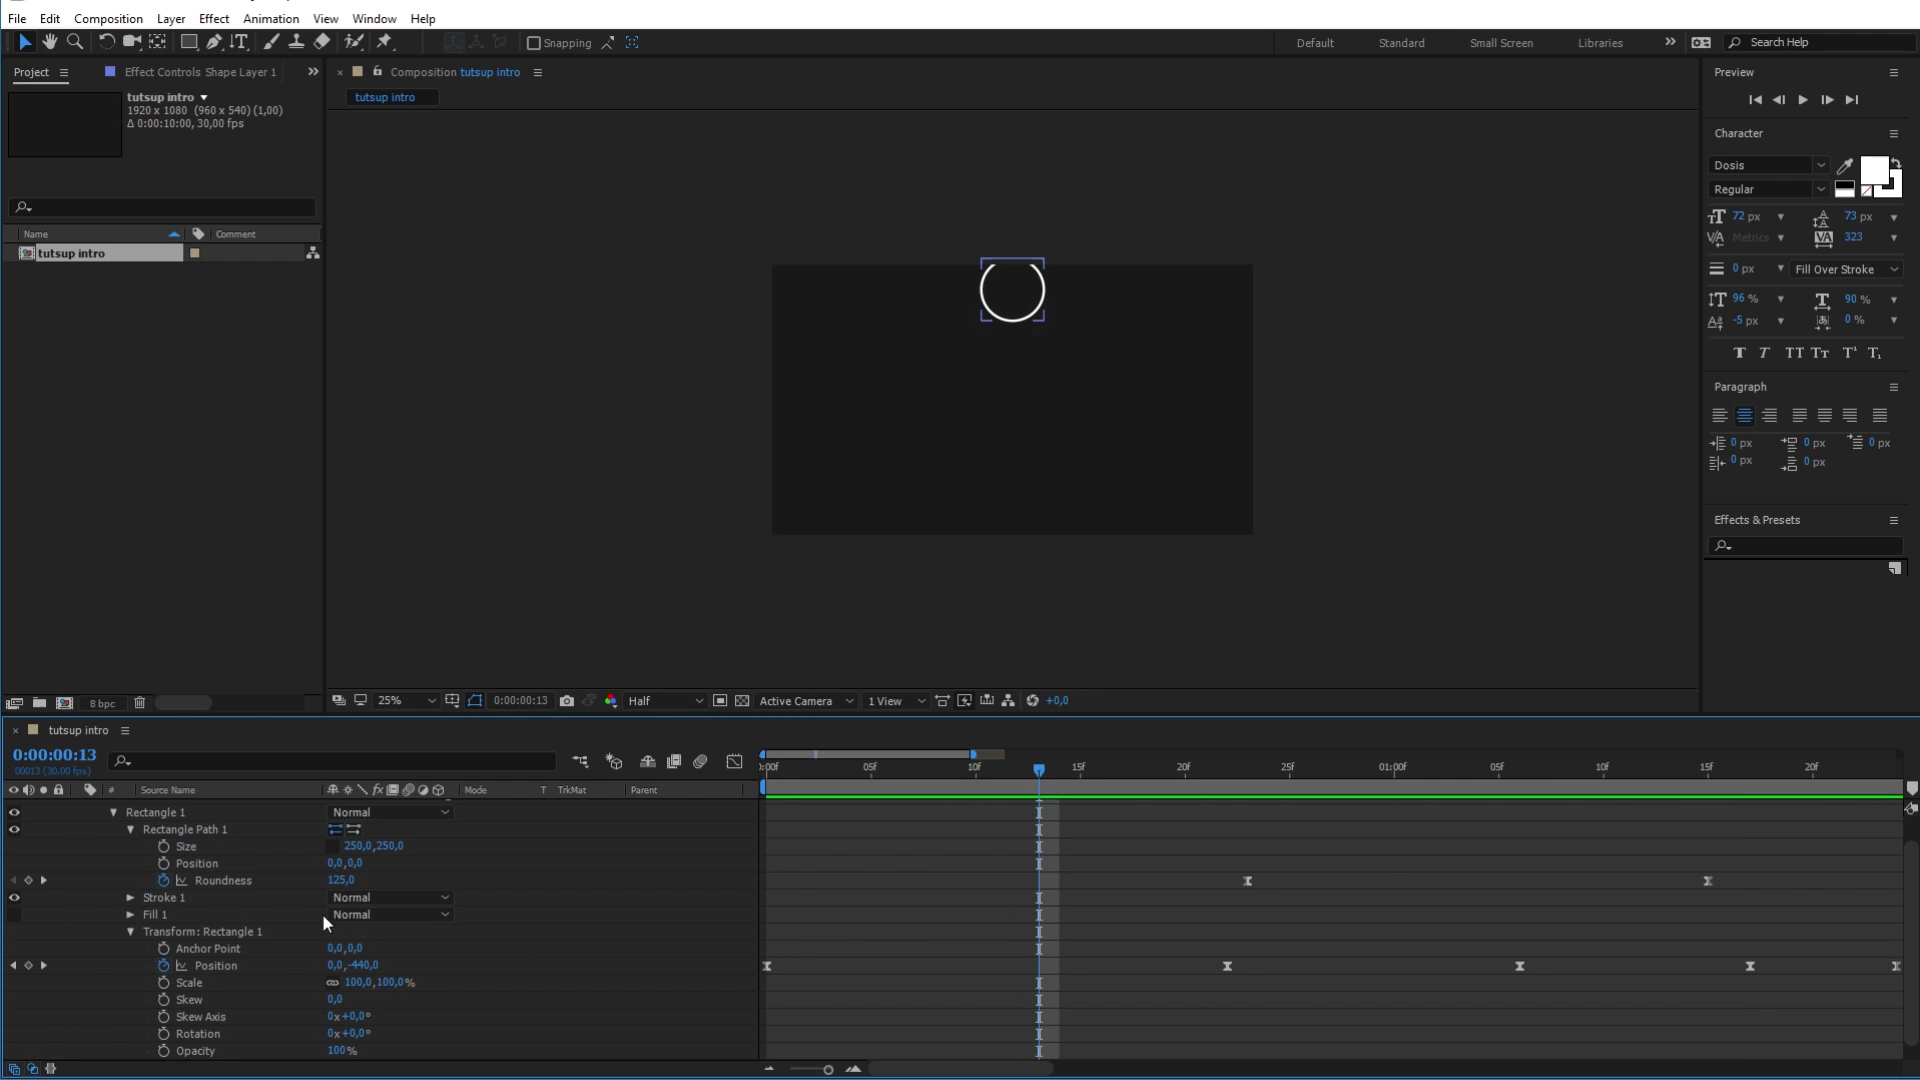 File Edit Composition Layer Effect Animation View Window Help
Snapping Default Standard Small Screen Libraries Search Help
Project Effect Controls Shape Layer 1
tutsup intro
1920 x 1080 (960 x 540) (1,00)
Δ 0:00:10:00, 30,00 fps
Name Comment
tutsup intro
8 bpc
Composition tutsup intro
tutsup intro
25% 0:00:00:13 Half Active Camera 1 View +0,0
Preview
Character
Dosis
Regular
72 px 73 px
Metrics 323
0 px Fill Over Stroke
96 % 90 %
-5 px 0 %
T T TT Tт T¹ T₁
Paragraph
0 px 0 px 0 px
0 px 0 px
Effects & Presets
tutsup intro
0:00:00:13
00013 (30.00 fps)
# Source Name Mode T TrkMat Parent
):00f 05f 10f 15f 20f 25f 01:00f 05f 10f 15f 20f
Rectangle 1 Normal
Rectangle Path 1
Size 250,0,250,0
Position 0,0,0,0
Roundness 125,0
Stroke 1 Normal
Fill 1 Normal
Transform: Rectangle 1
Anchor Point 0,0,0,0
Position 0,0,-440,0
Scale 100,0,100,0%
Skew 0,0
Skew Axis 0x+0,0°
Rotation 0x+0,0°
Opacity 100%